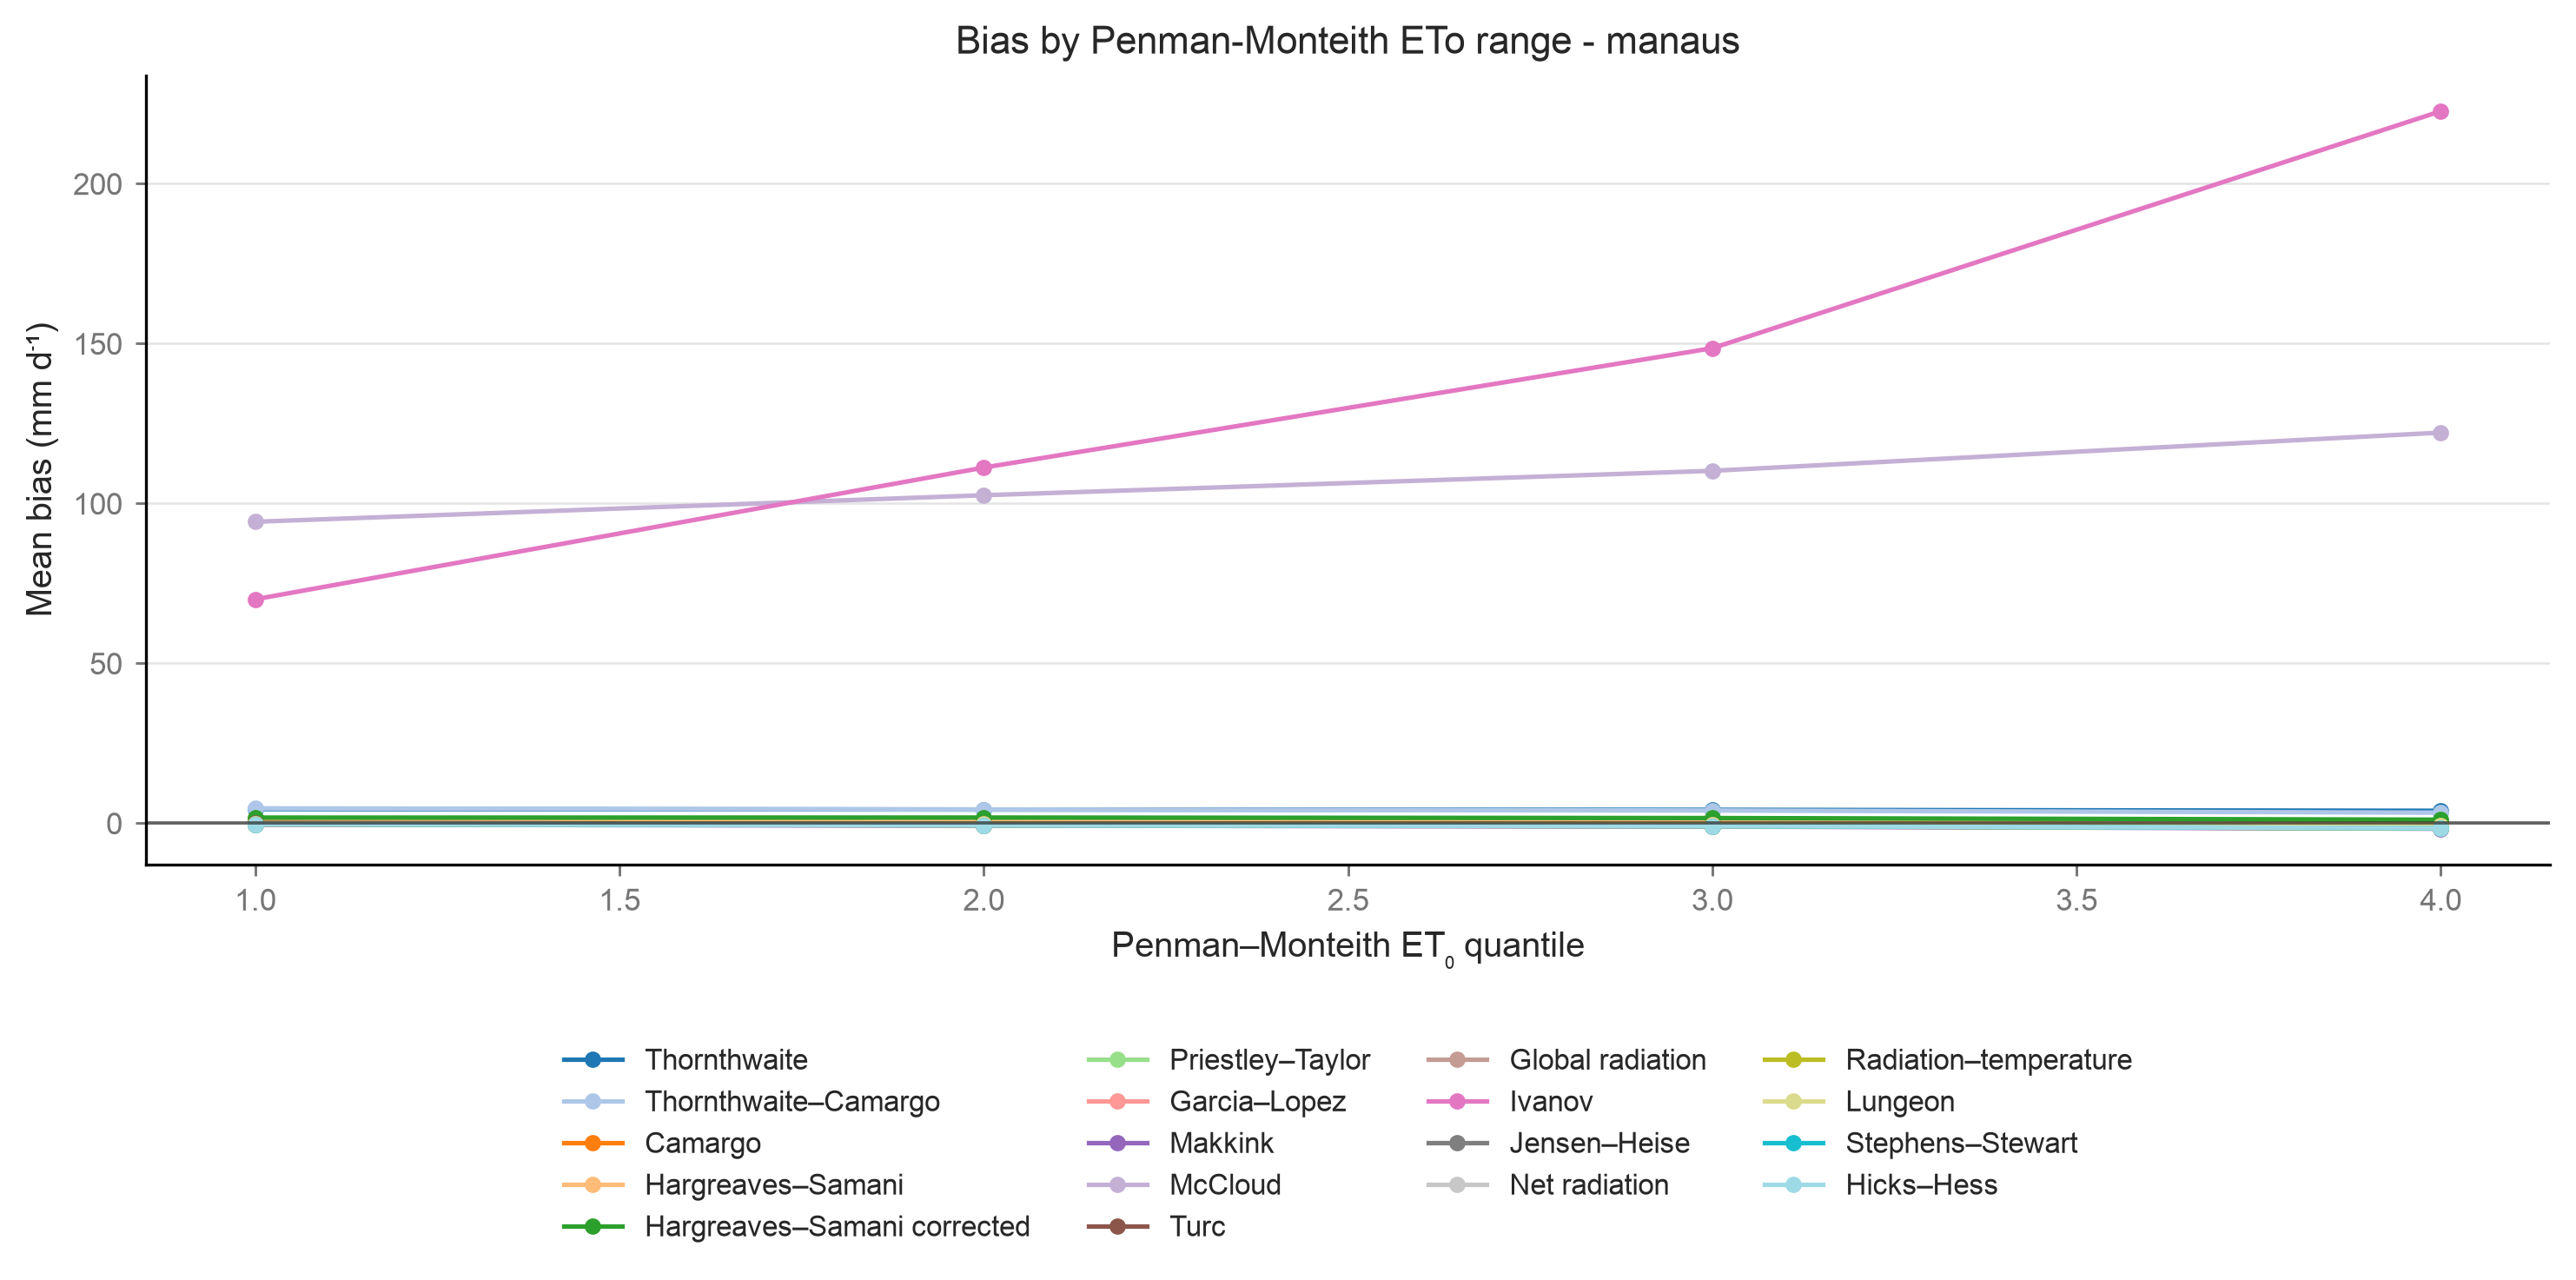 Bias by Penman-Monteith ETo range - manaus
Mean bias (mm d⁻¹)
200
150
100
50
0
1.0 1.5 2.0 2.5 3.0 3.5 4.0
Penman–Monteith ET₀ quantile
Thornthwaite
Thornthwaite–Camargo
Camargo
Hargreaves–Samani
Hargreaves–Samani corrected
Priestley–Taylor
Garcia–Lopez
Makkink
McCloud
Turc
Global radiation
Ivanov
Jensen–Heise
Net radiation
Radiation–temperature
Lungeon
Stephens–Stewart
Hicks–Hess